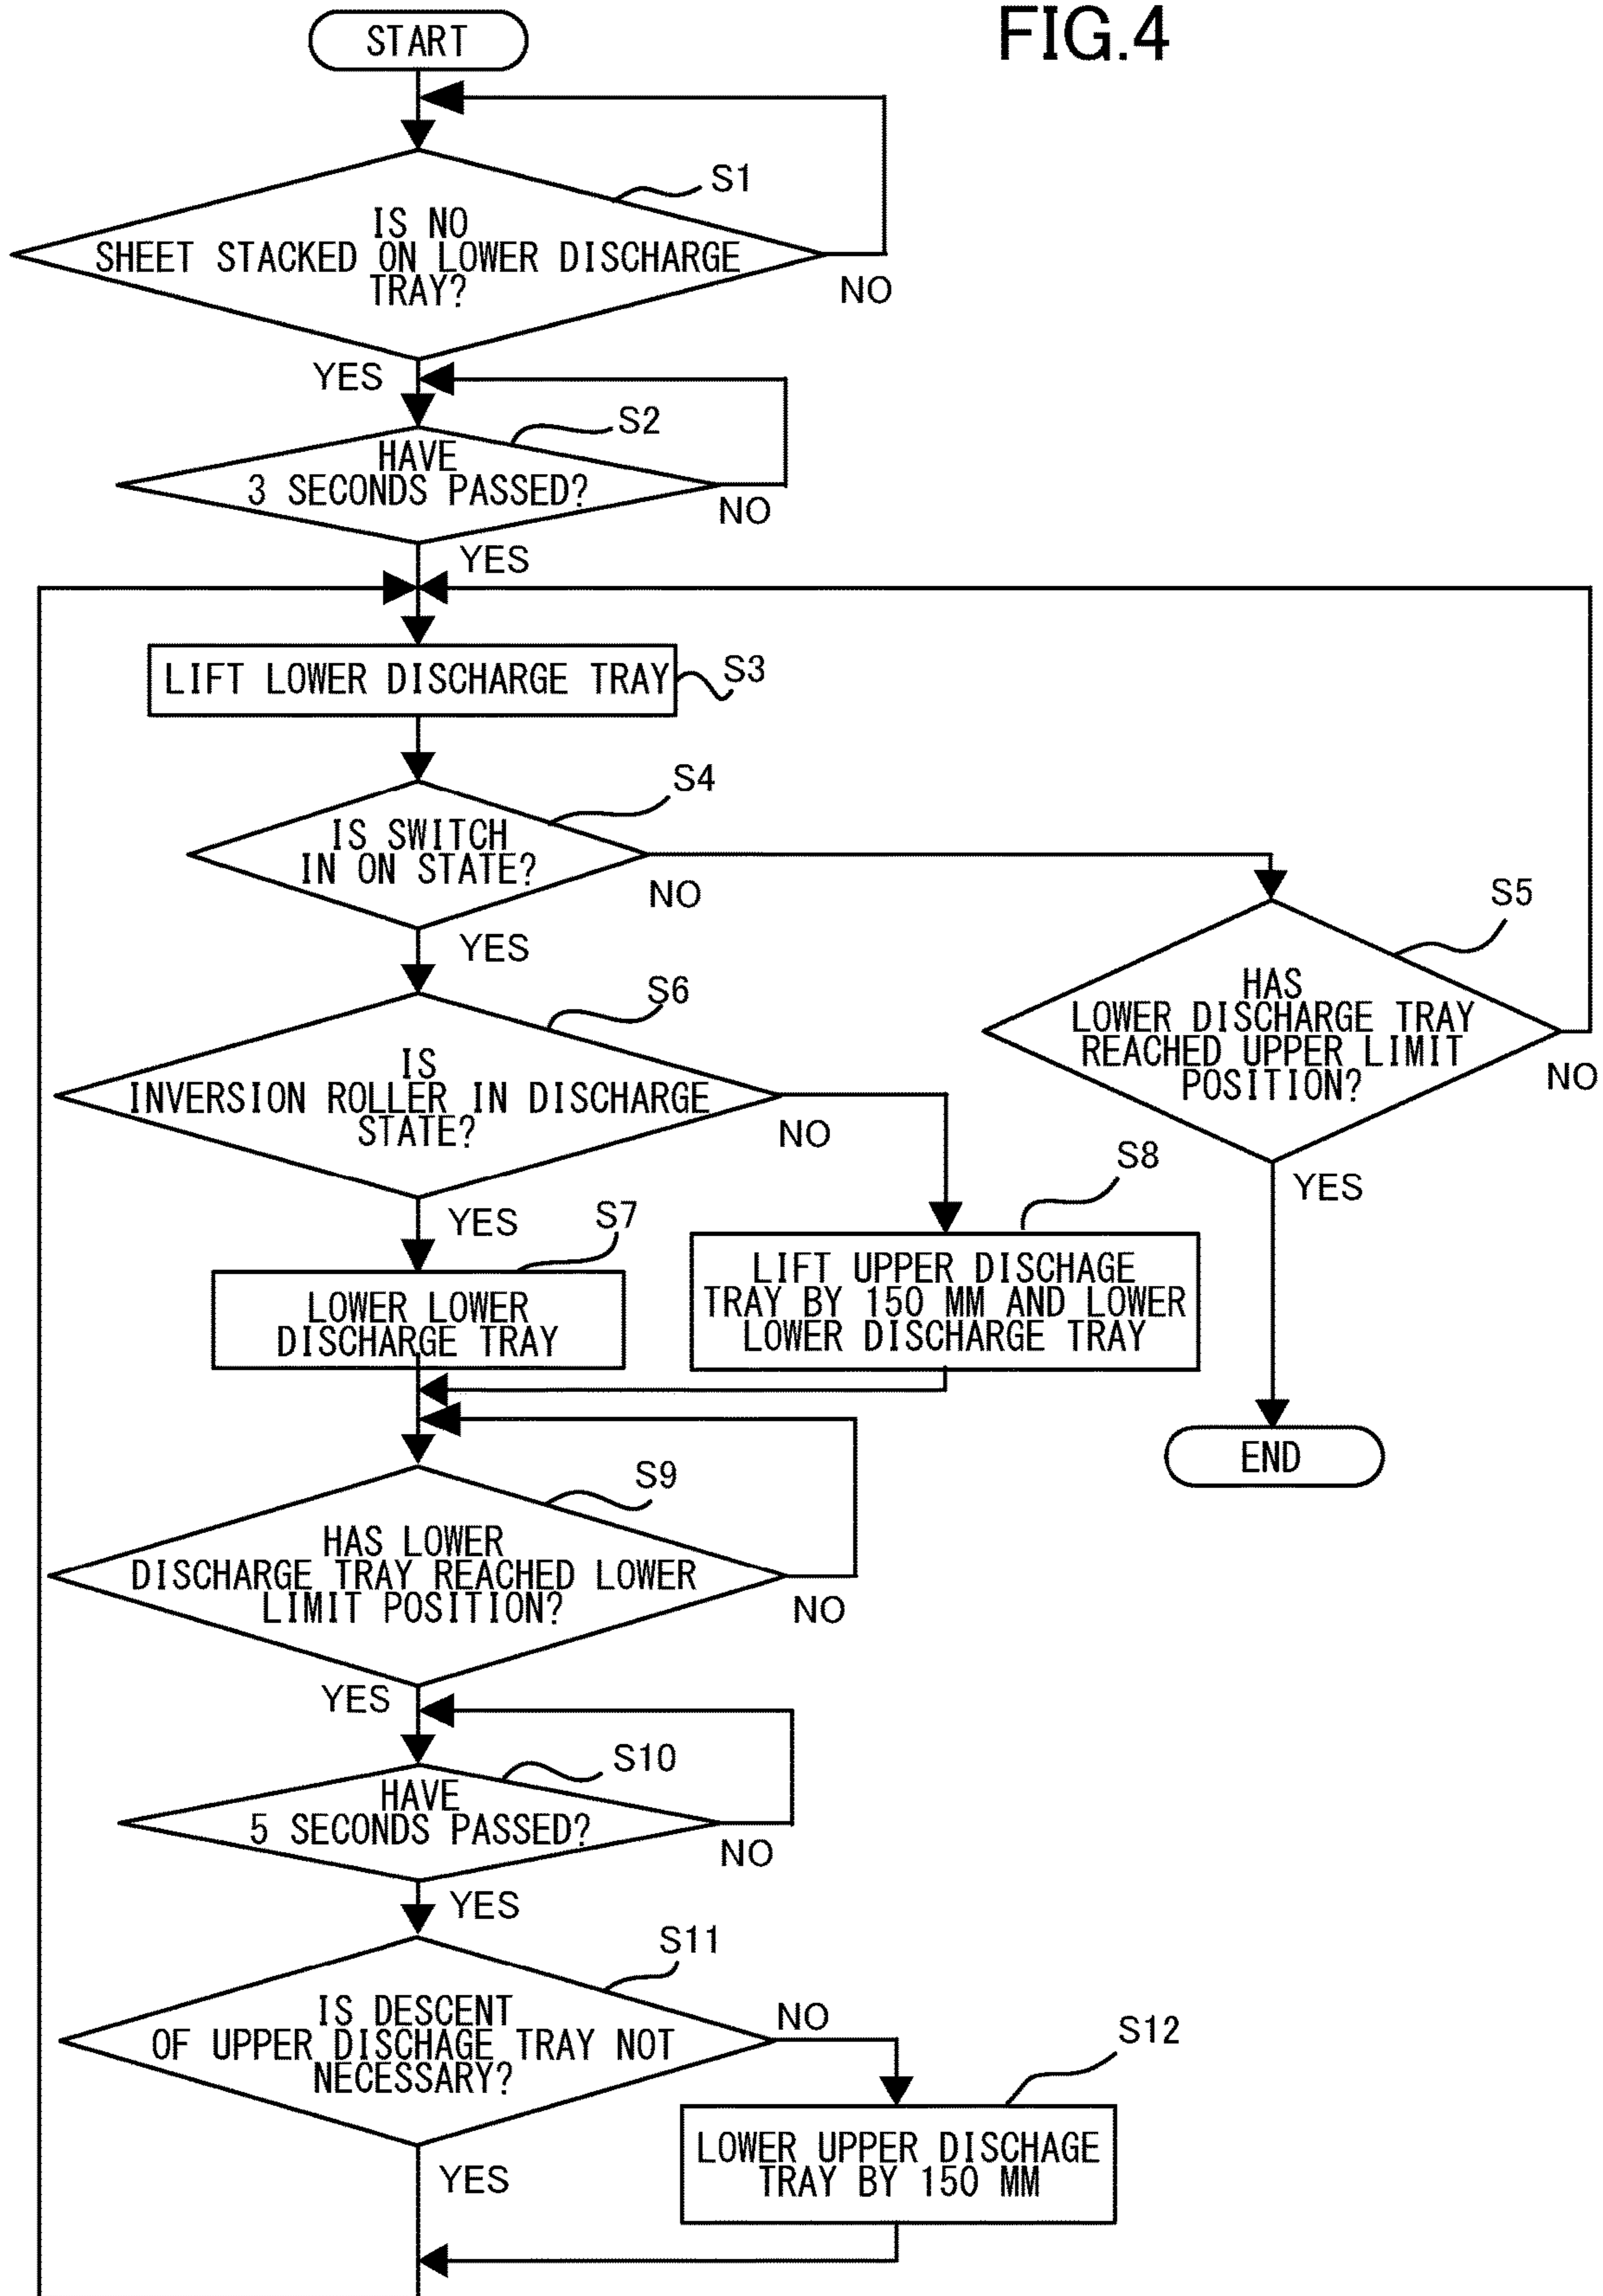 FIG.4
START
S1
IS NO
SHEET STACKED ON LOWER DISCHARGE
TRAY?
NO
YES
S2
HAVE
3 SECONDS PASSED?
NO
YES
LIFT LOWER DISCHARGE TRAY
S3
S4
IS SWITCH
IN ON STATE?
NO
YES
S5
HAS
LOWER DISCHARGE TRAY
REACHED UPPER LIMIT
POSITION?
NO
YES
S6
IS
INVERSION ROLLER IN DISCHARGE
STATE?
NO
YES
S7
LOWER LOWER
DISCHARGE TRAY
S8
LIFT UPPER DISCHAGE
TRAY BY 150 MM AND LOWER
LOWER DISCHARGE TRAY
END
S9
HAS LOWER
DISCHARGE TRAY REACHED LOWER
LIMIT POSITION?
NO
YES
S10
HAVE
5 SECONDS PASSED?
NO
YES
S11
IS DESCENT
OF UPPER DISCHAGE TRAY NOT
NECESSARY?
NO
YES
S12
LOWER UPPER DISCHAGE
TRAY BY 150 MM